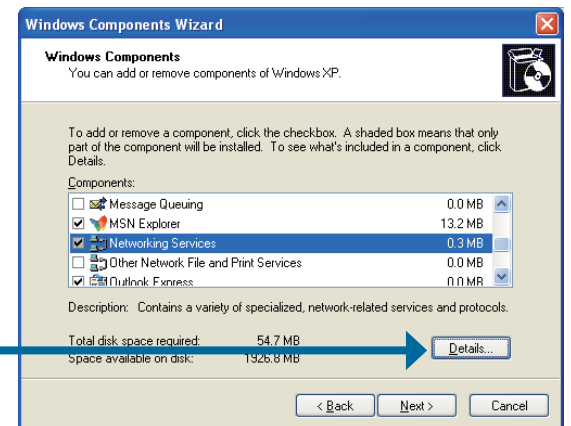 Windows Components Wizard
Windows Components
You can add or remove components of Windows XP.
To add or remove a component, click the checkbox. A shaded box means that only
part of the component will be installed. To see what's included in a component, click
Details.
Components:
Message Queuing 0.0 MB
MSN Explorer 13.2 MB
Networking Services 0.3 MB
Other Network File and Print Services 0.0 MB
Outlook Express 0.0 MB
Description: Contains a variety of specialized, network-related services and protocols.
Total disk space required: 54.7 MB
Space available on disk: 1926.8 MB
Details...
< Back Next > Cancel